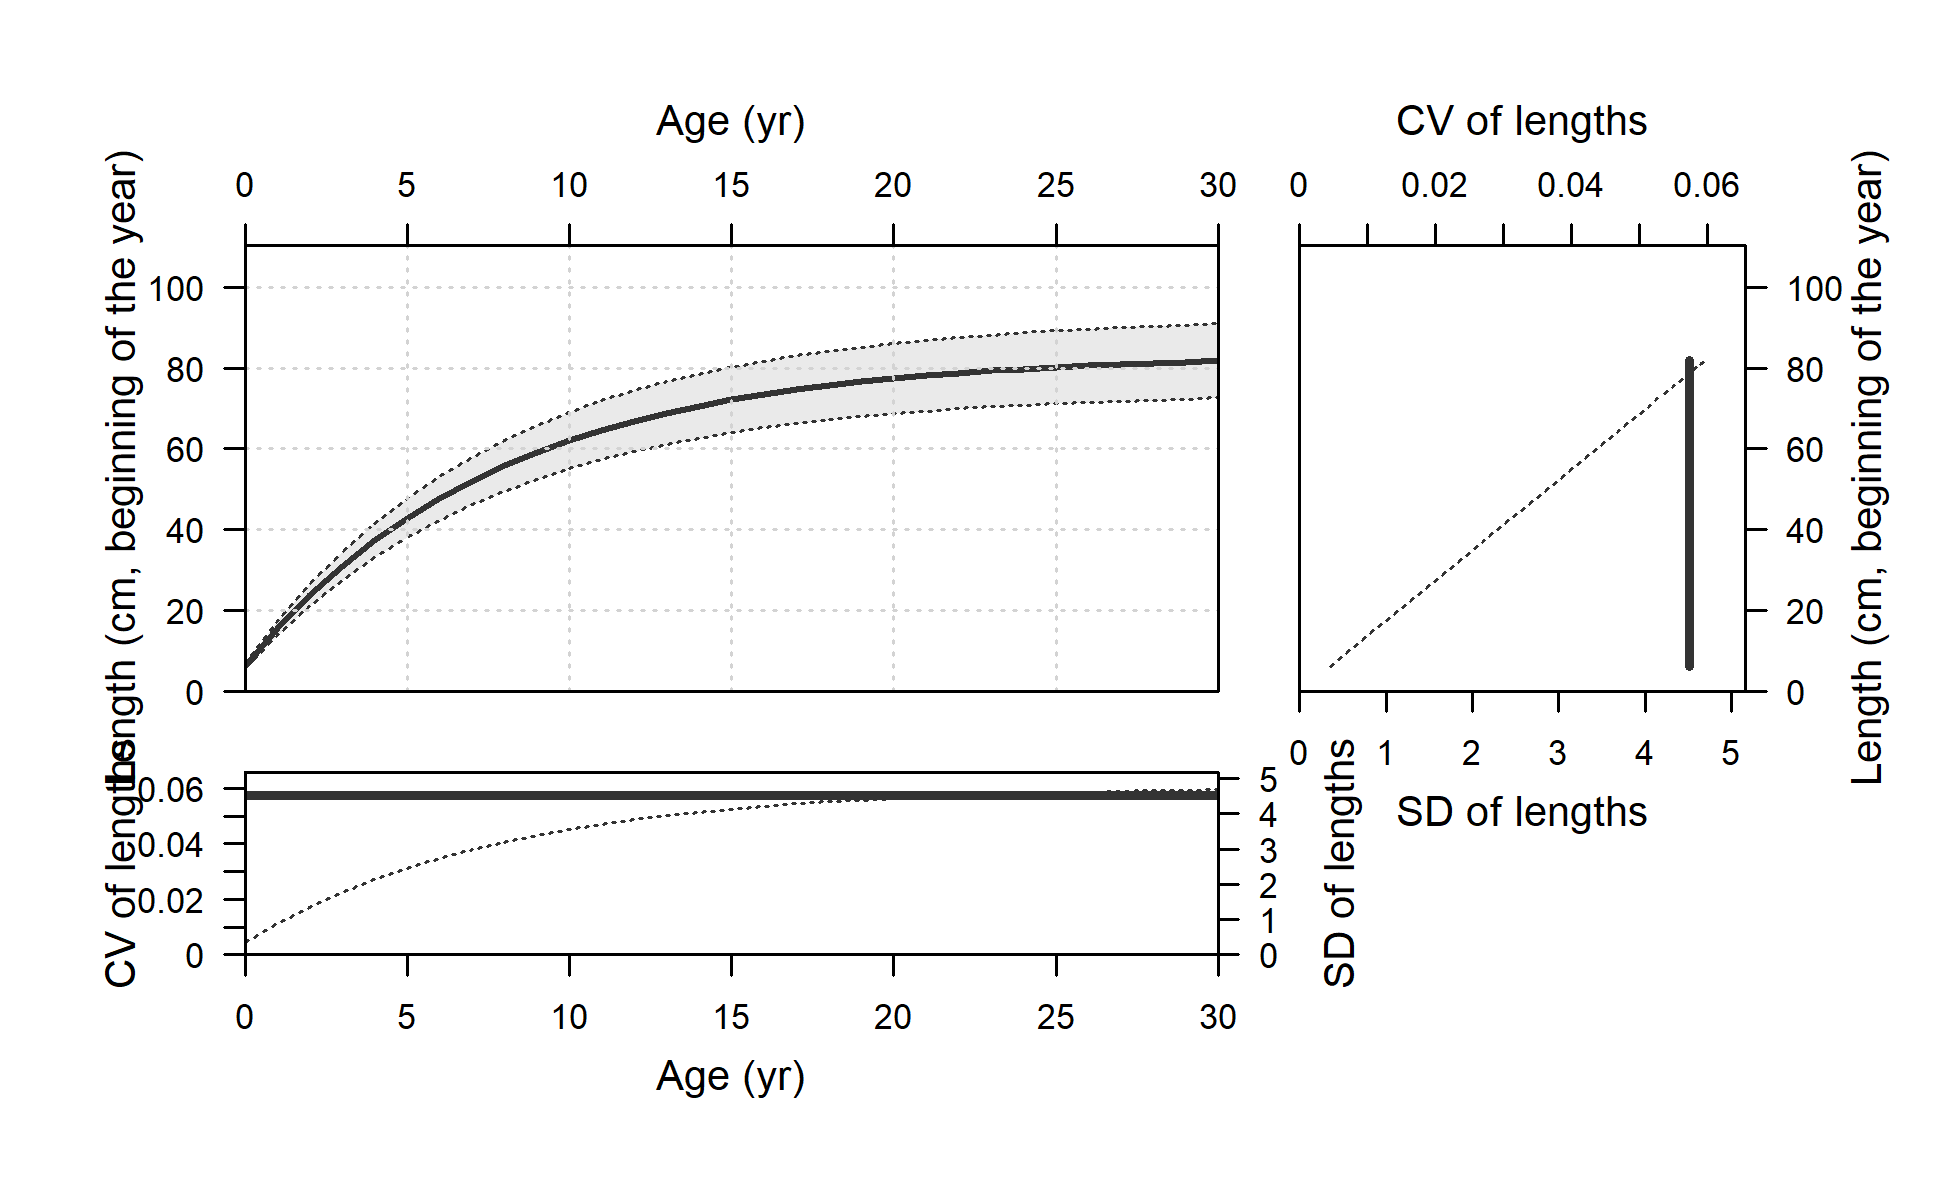 Age (yr)
CV of lengths
0 5 10 15 20 25 30
0 0.02 0.04 0.06
Length (cm, beginning of the year)
100
80
60
40
20
0
100
80
60
40
20
0
Length (cm, beginning of the year)
0 1 2 3 4 5
SD of lengths
CV of lengths
0.06
0.04
0.02
0
5
4
3
2
1
0
SD of lengths
0 5 10 15 20 25 30
Age (yr)